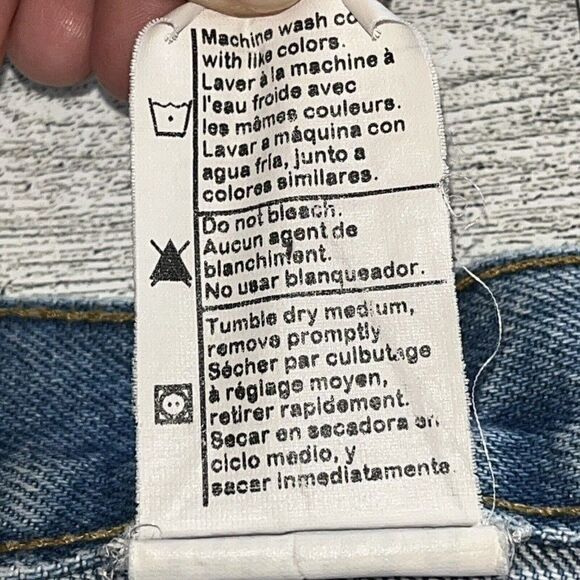 Machine wash co
with like colors.
Laver à la machine à
l'eau froide avec
les mêmes couleurs.
Lavar a máquina con
agua fría, junto a
colores similares.
Do not bleach.
Aucun agent de
blanchiment.
No usar blanqueador.
Tumble dry medium,
remove promptly
Sécher par culbutage
à réglage moyen,
retirer rapidement.
Secar en secadora en
ciclo medio, y
sacar inmediatamente